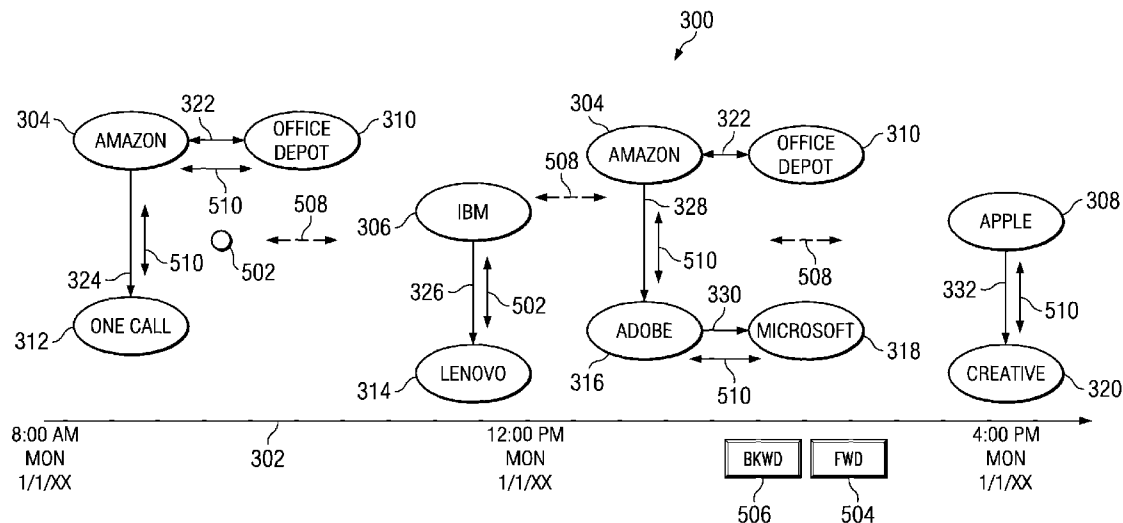 300
304
AMAZON
322
OFFICE
DEPOT
310
510
508
502
324
510
312
ONE CALL
306
IBM
508
326
502
314
LENOVO
304
AMAZON
322
OFFICE
DEPOT
310
328
510
508
330
ADOBE
MICROSOFT
316
510
318
APPLE
308
332
510
CREATIVE
320
8:00 AM
MON
1/1/XX
302
12:00 PM
MON
1/1/XX
BKWD
506
FWD
504
4:00 PM
MON
1/1/XX